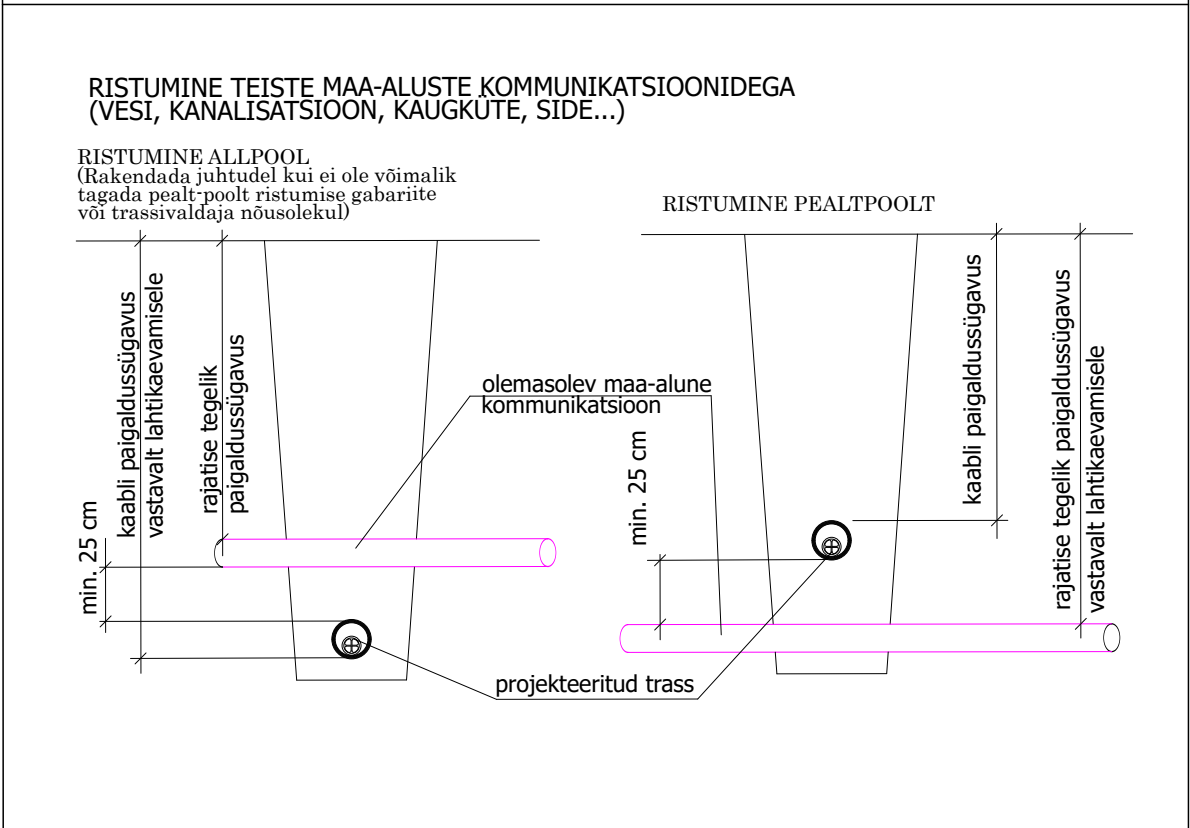 RISTUMINE TEISTE MAA-ALUSTE KOMMUNIKATSIOONIDEGA
(VESI, KANALISATSIOON, KAUGKÜTE, SIDE...)
RISTUMINE ALLPOOL
(Rakendada juhtudel kui ei ole võimalik
tagada pealt-poolt ristumise gabariite
või trassivaldaja nõusolekul)
min. 25 cm
kaabli paigaldussügavus
vastavalt lahtikaevamisele
rajatise tegelik
paigaldussügavus
olemasolev maa-alune
kommunikatsioon
projekteeritud trass
RISTUMINE PEALTPOOLT
min. 25 cm
kaabli paigaldussügavus
rajatise tegelik paigaldussügavus
vastavalt lahtikaevamisele